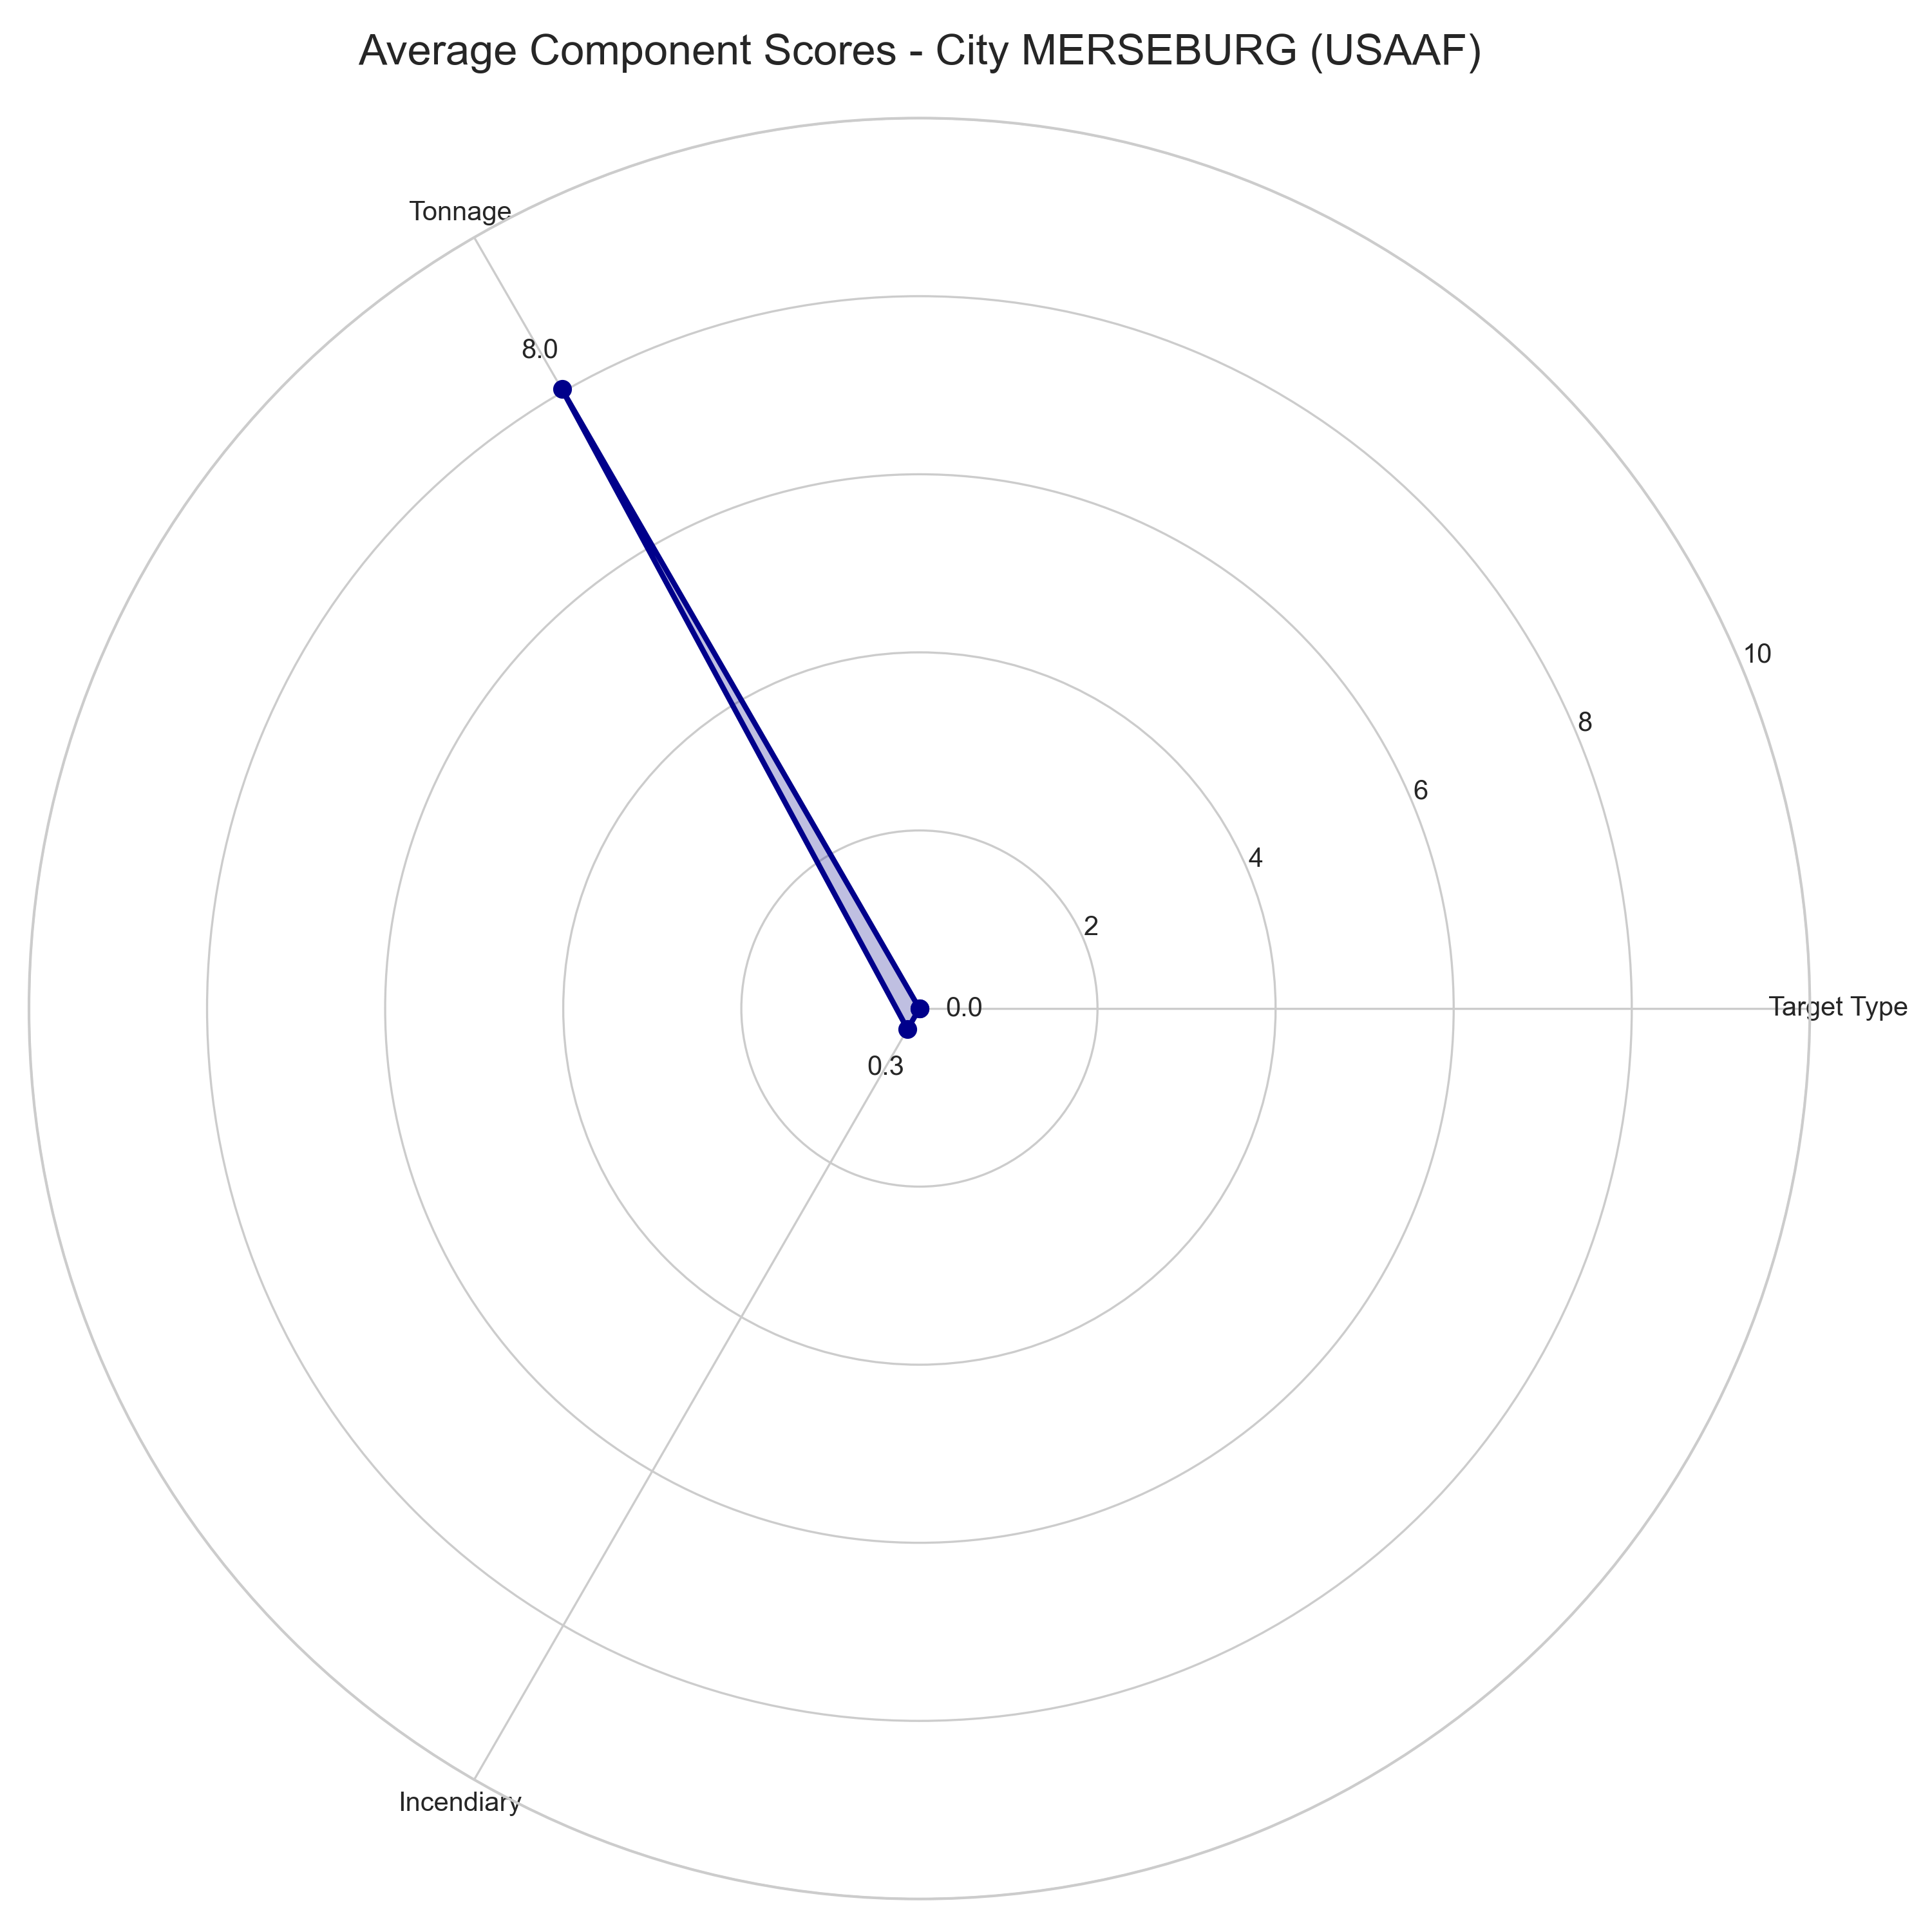 Average Component Scores - City MERSEBURG (USAAF)
Tonnage
8.0
10
8
6
4
2
0.0
Target Type
0.3
Incendiary